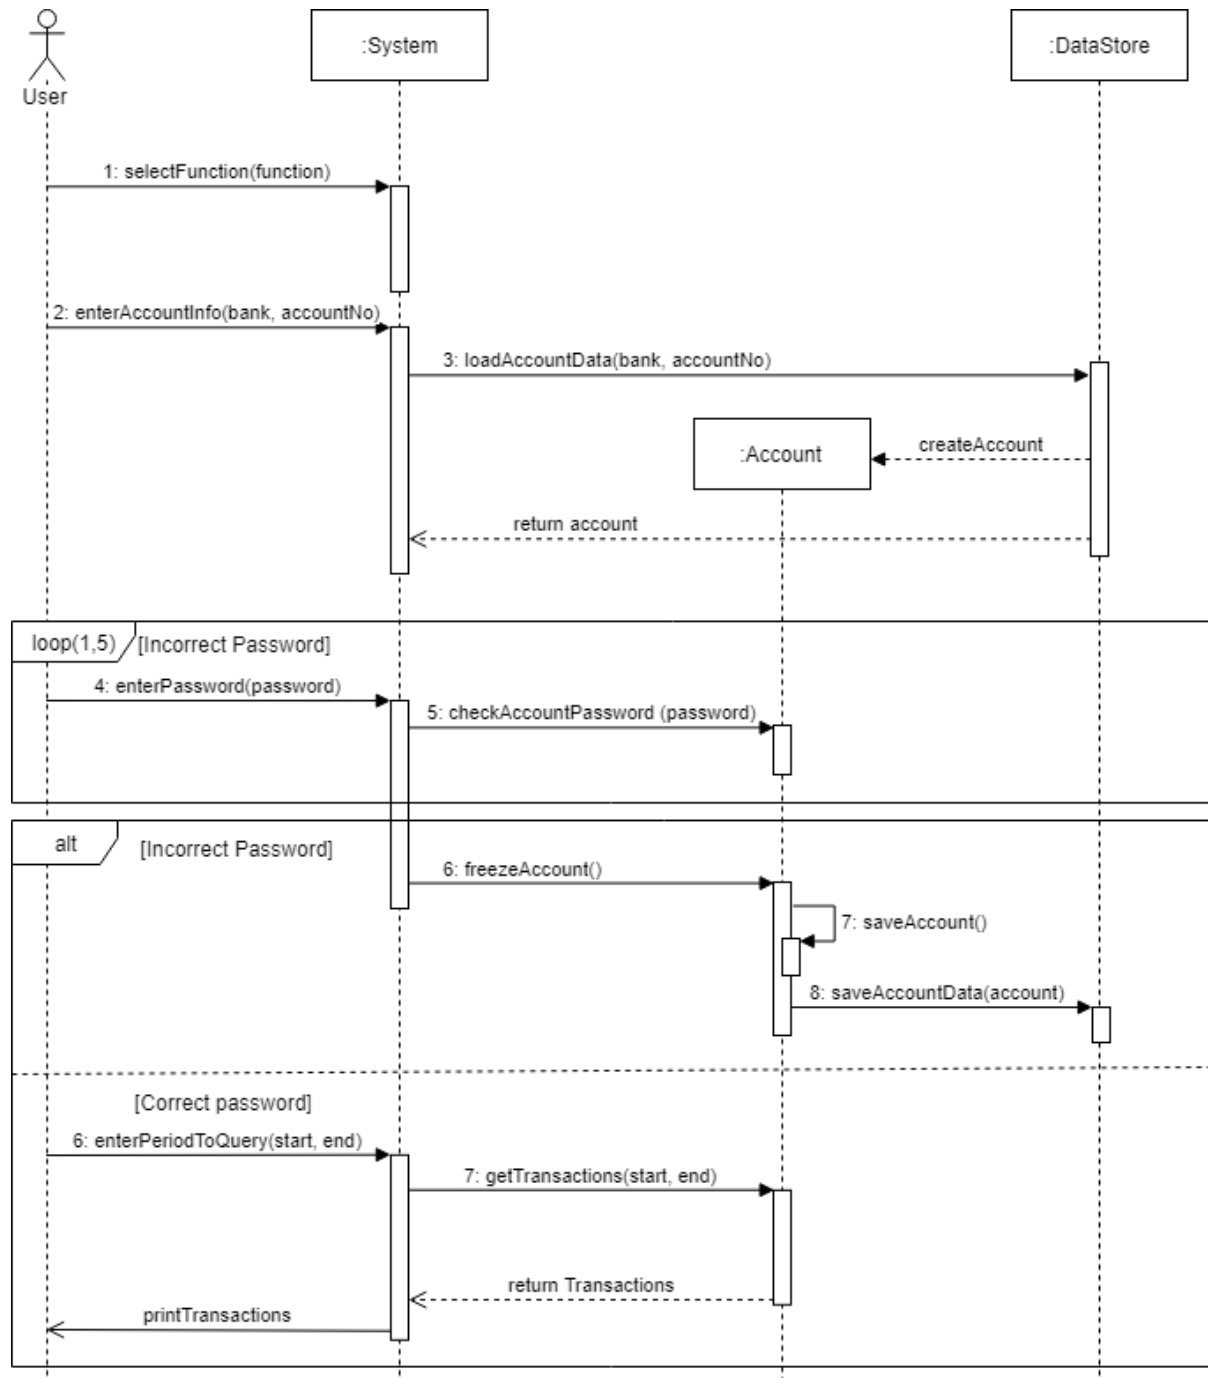 :System
:DataStore
User
1: selectFunction(function)
2: enterAccountInfo(bank, accountNo)
3: loadAccountData(bank, accountNo)
createAccount
:Account
return account
loop(1,5)
[Incorrect Password]
4: enterPassword(password)
5: checkAccountPassword (password)
alt
[Incorrect Password]
6: freezeAccount()
7: saveAccount()
8: saveAccountData(account)
[Correct password]
6: enterPeriodToQuery(start, end)
7: getTransactions(start, end)
return Transactions
printTransactions